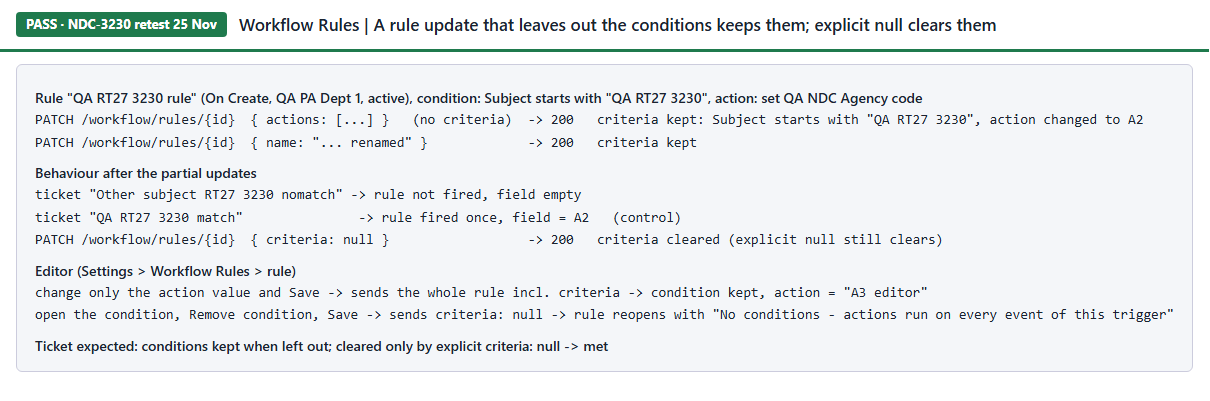 PASS · NDC-3230 retest 25 Nov Workflow Rules | A rule update that leaves out the conditions keeps them; explicit null clears them
Rule "QA RT27 3230 rule" (On Create, QA PA Dept 1, active), condition: Subject starts with "QA RT27 3230", action: set QA NDC Agency code
PATCH /workflow/rules/{id} { actions: [...] } (no criteria) -> 200 criteria kept: Subject starts with "QA RT27 3230", action changed to A2
PATCH /workflow/rules/{id} { name: "... renamed" } -> 200 criteria kept
Behaviour after the partial updates
ticket "Other subject RT27 3230 nomatch" -> rule not fired, field empty
ticket "QA RT27 3230 match" -> rule fired once, field = A2 (control)
PATCH /workflow/rules/{id} { criteria: null } -> 200 criteria cleared (explicit null still clears)
Editor (Settings > Workflow Rules > rule)
change only the action value and Save -> sends the whole rule incl. criteria -> condition kept, action = "A3 editor"
open the condition, Remove condition, Save -> sends criteria: null -> rule reopens with "No conditions - actions run on every event of this trigger"
Ticket expected: conditions kept when left out; cleared only by explicit criteria: null -> met